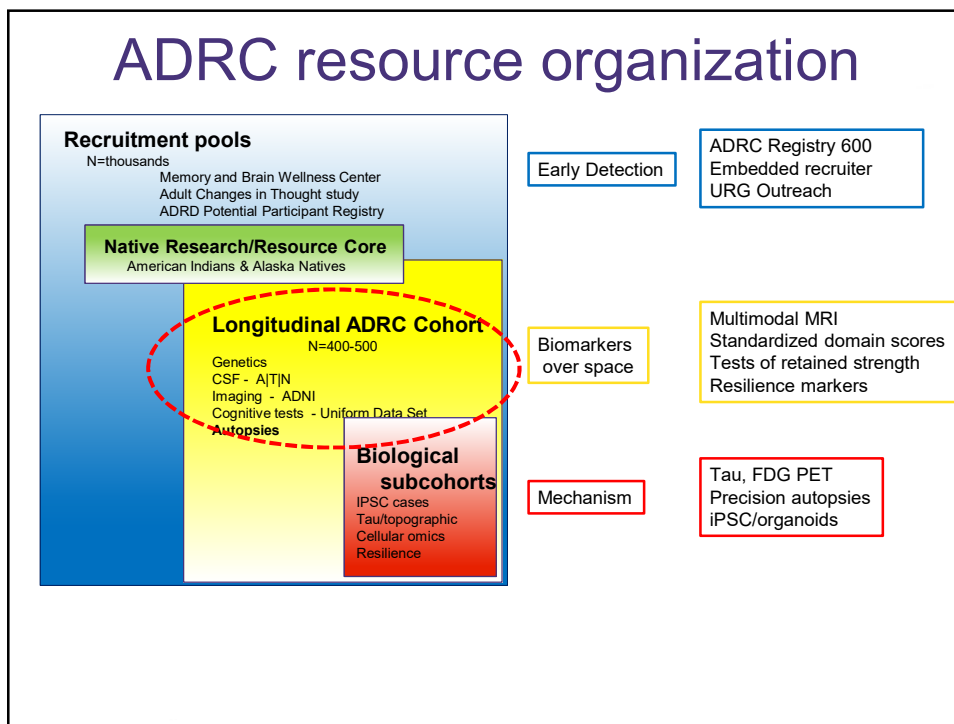 ADRC resource organization
Recruitment pools
N=thousands
Memory and Brain Wellness Center
Adult Changes in Thought study
ADRD Potential Participant Registry
Native Research/Resource Core
American Indians & Alaska Natives
Longitudinal ADRC Cohort
N=400-500
Genetics
CSF - A|T|N
Imaging - ADNI
Cognitive tests - Uniform Data Set
Autopsies
Biological
subcohorts
IPSC cases
Tau/topographic
Cellular omics
Resilience
Early Detection
ADRC Registry 600
Embedded recruiter
URG Outreach
Biomarkers
over space
Multimodal MRI
Standardized domain scores
Tests of retained strength
Resilience markers
Mechanism
Tau, FDG PET
Precision autopsies
iPSC/organoids